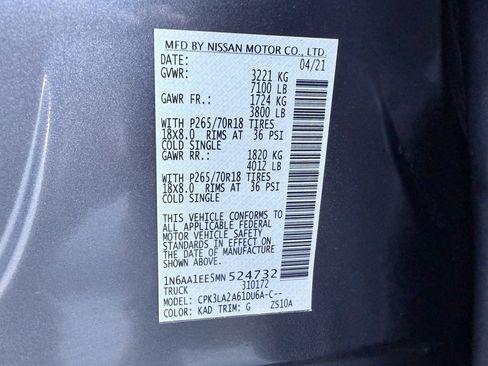 MFD BY NISSAN MOTOR CO., LTD.
DATE: 04/21
GVWR: 3221 KG
7100 LB
GAWR FR.: 1724 KG
3800 LB
WITH P265/70R18 TIRES
18x8.0 RIMS AT 36 PSI
COLD SINGLE
GAWR RR.: 1820 KG
4012 LB
WITH P265/70R18 TIRES
18x8.0 RIMS AT 36 PSI
COLD SINGLE
THIS VEHICLE CONFORMS TO
ALL APPLICABLE FEDERAL
MOTOR VEHICLE SAFETY
STANDARDS IN EFFECT ON
THE DATE OF MANUFACTURE
SHOWN ABOVE.
1N6AA1EE5MN524732
TRUCK 310172
MODEL: CPK3LA2A61DU6A-C--
COLOR: KAD TRIM: G ZS10A